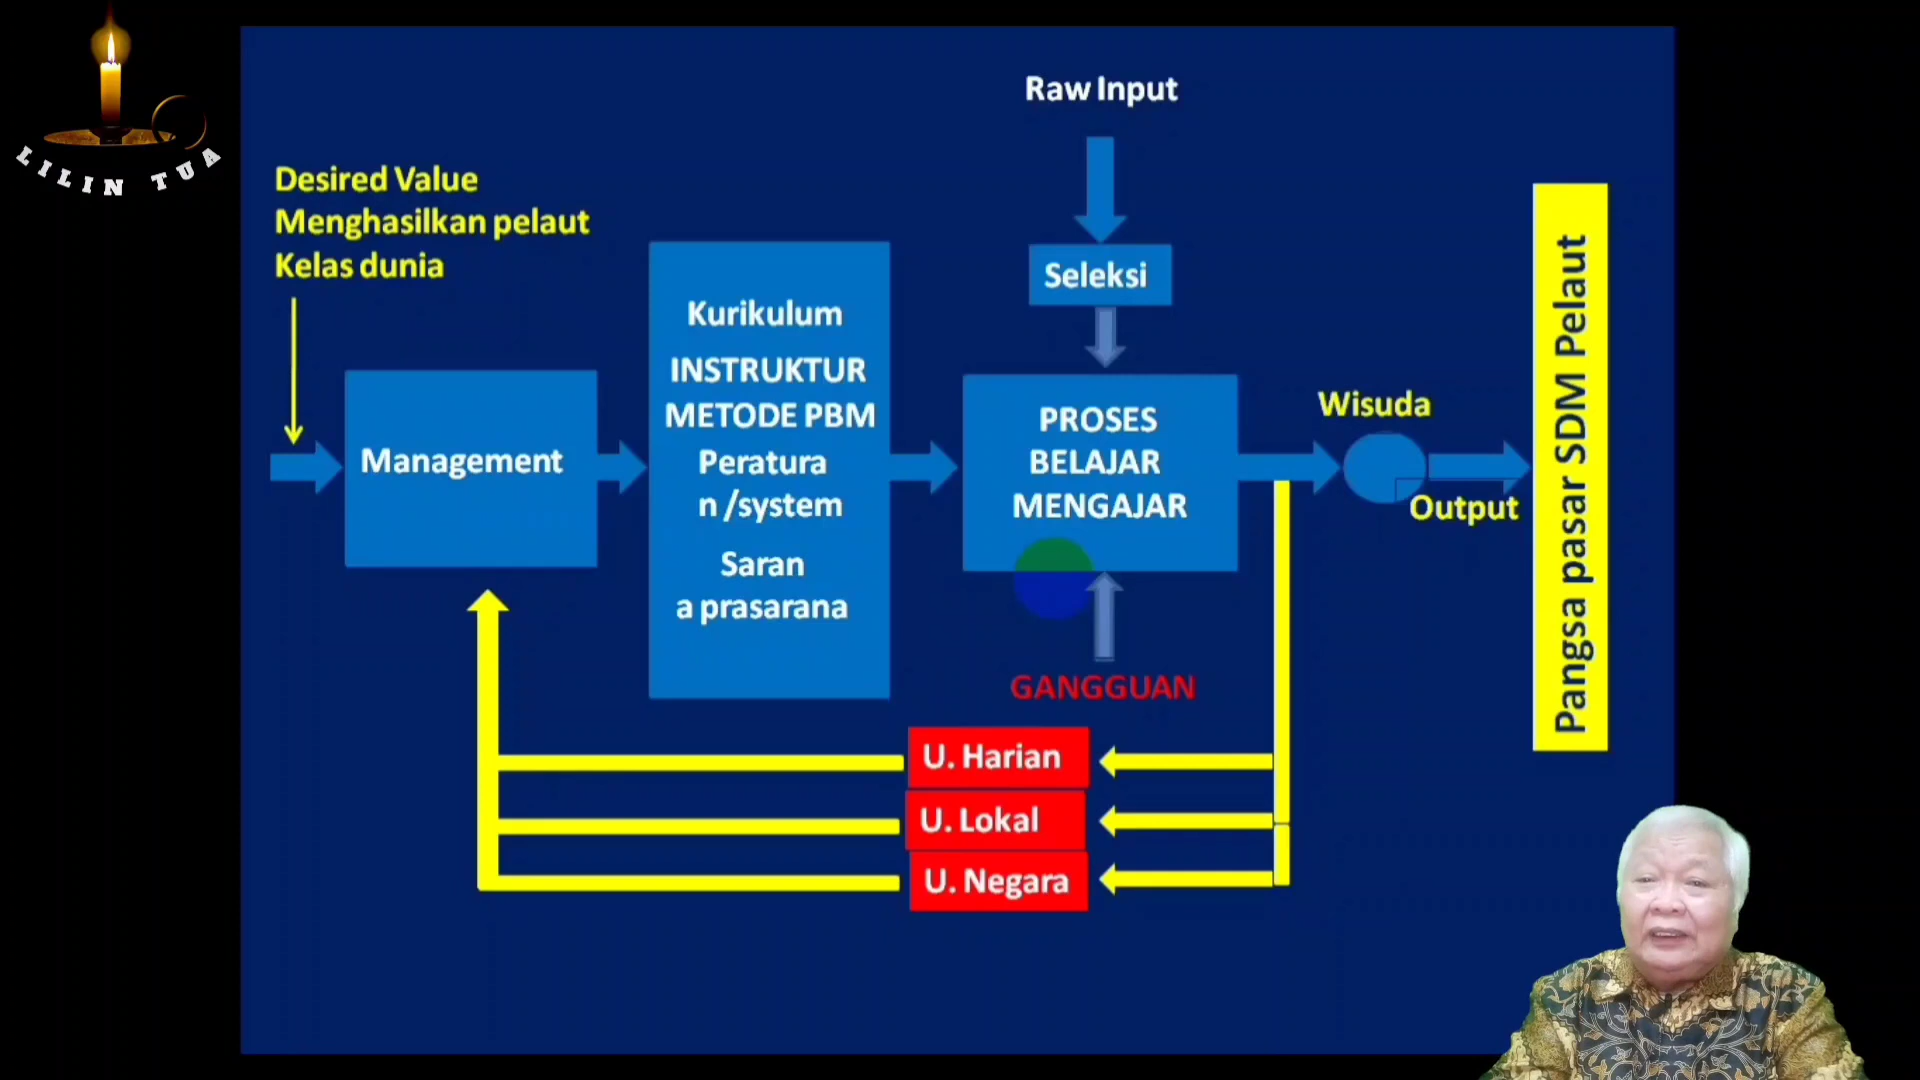 LILIN TUA
Raw Input
Desired Value
Menghasilkan pelaut
Kelas dunia
Seleksi
Management
Kurikulum
INSTRUKTUR
METODE PBM
Peratura
n /system
Saran
a prasarana
PROSES
BELAJAR
MENGAJAR
GANGGUAN
Wisuda
Output
Pangsa pasar SDM Pelaut
U. Harian
U. Lokal
U. Negara